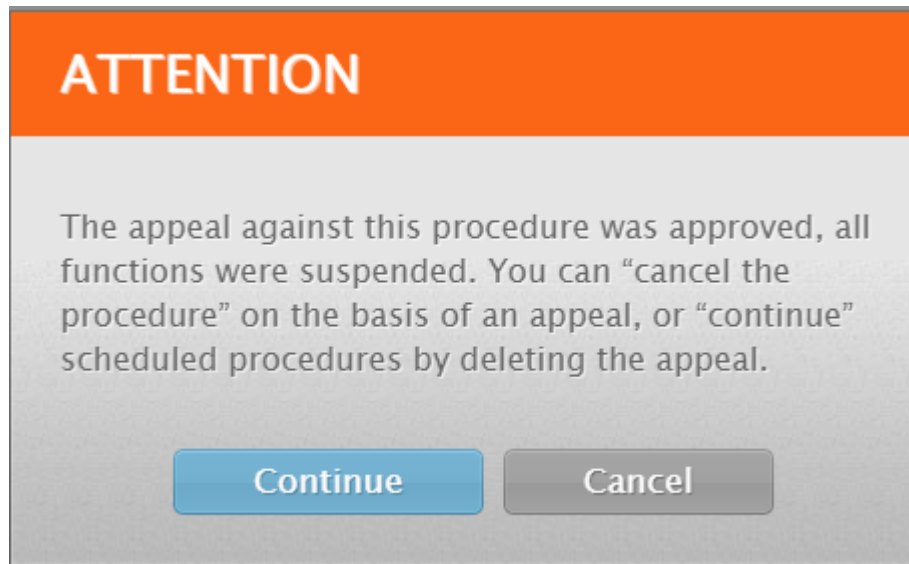 ATTENTION
The appeal against this procedure was approved, all
functions were suspended. You can “cancel the
procedure” on the basis of an appeal, or “continue”
scheduled procedures by deleting the appeal.
Continue
Cancel